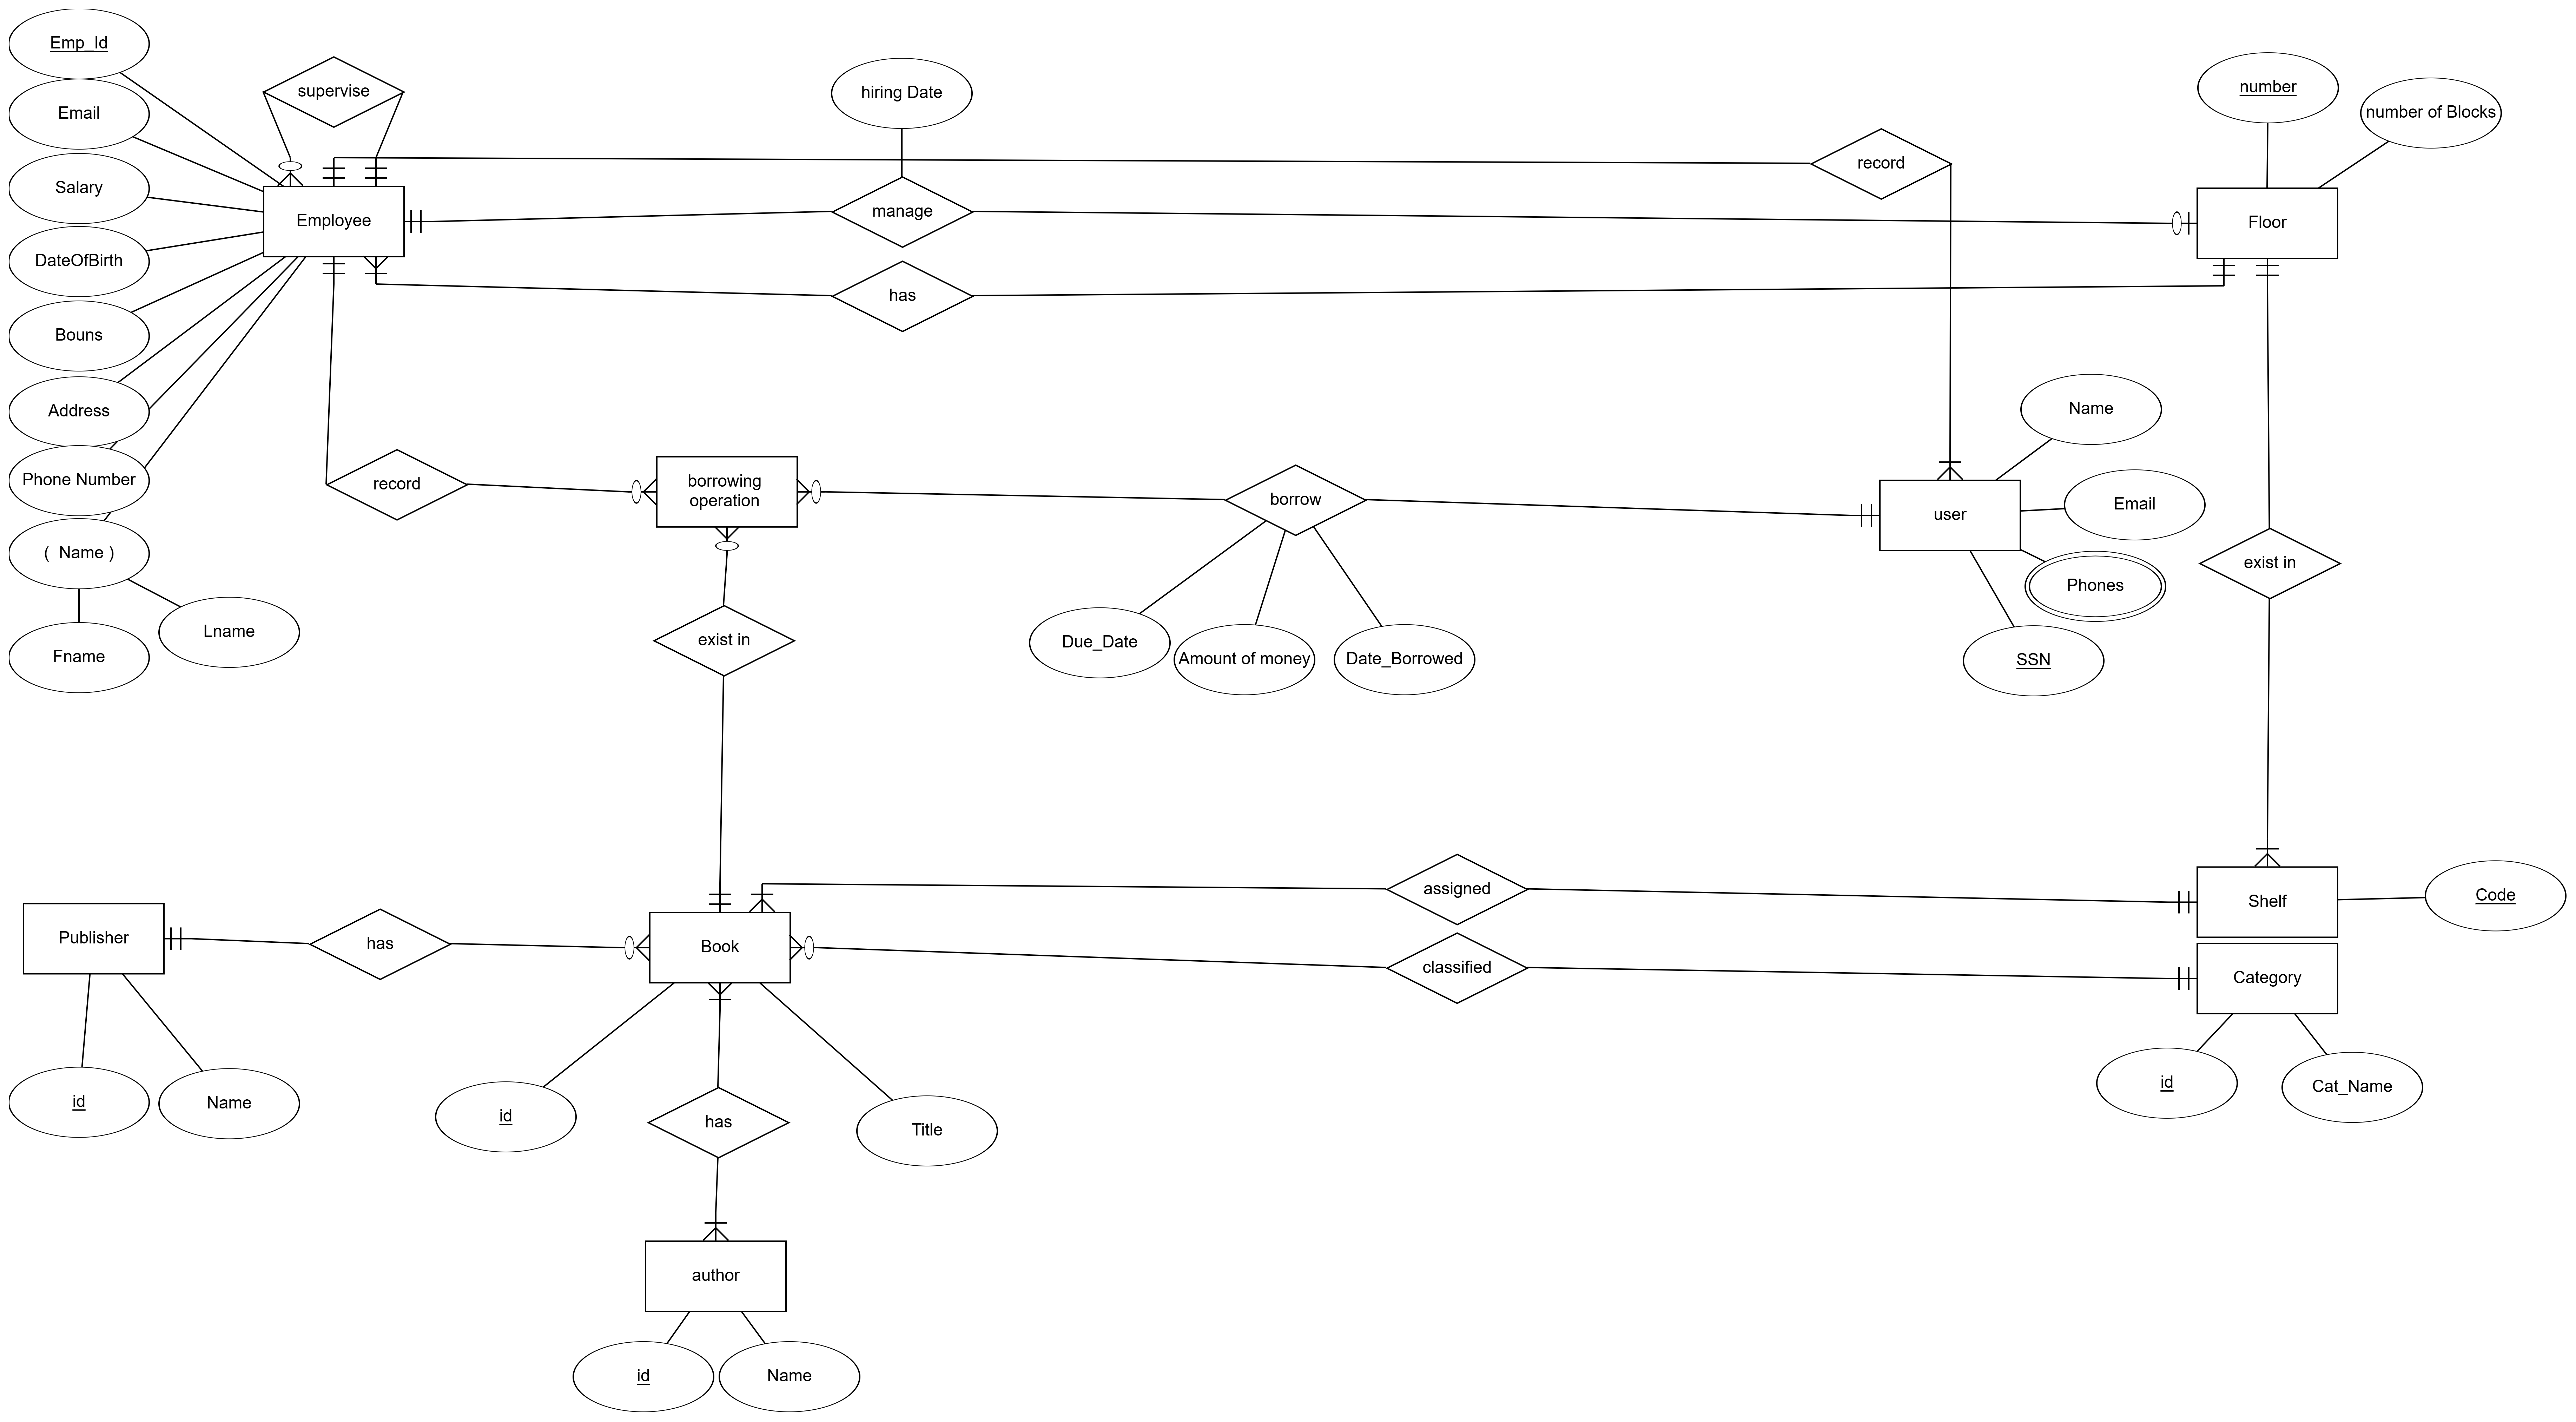 Emp_Id
Email
Salary
DateOfBirth
Bouns
Address
Phone Number
( Name )
Fname
Lname
supervise
Employee
hiring Date
manage
has
record
number
number of Blocks
Floor
record
borrowing
operation
borrow
Due_Date
Amount of money
Date_Borrowed
user
Name
Email
Phones
SSN
exist in
exist in
Publisher
has
id
Name
Book
id
Title
assigned
classified
Shelf
Code
Category
id
Cat_Name
has
author
id
Name